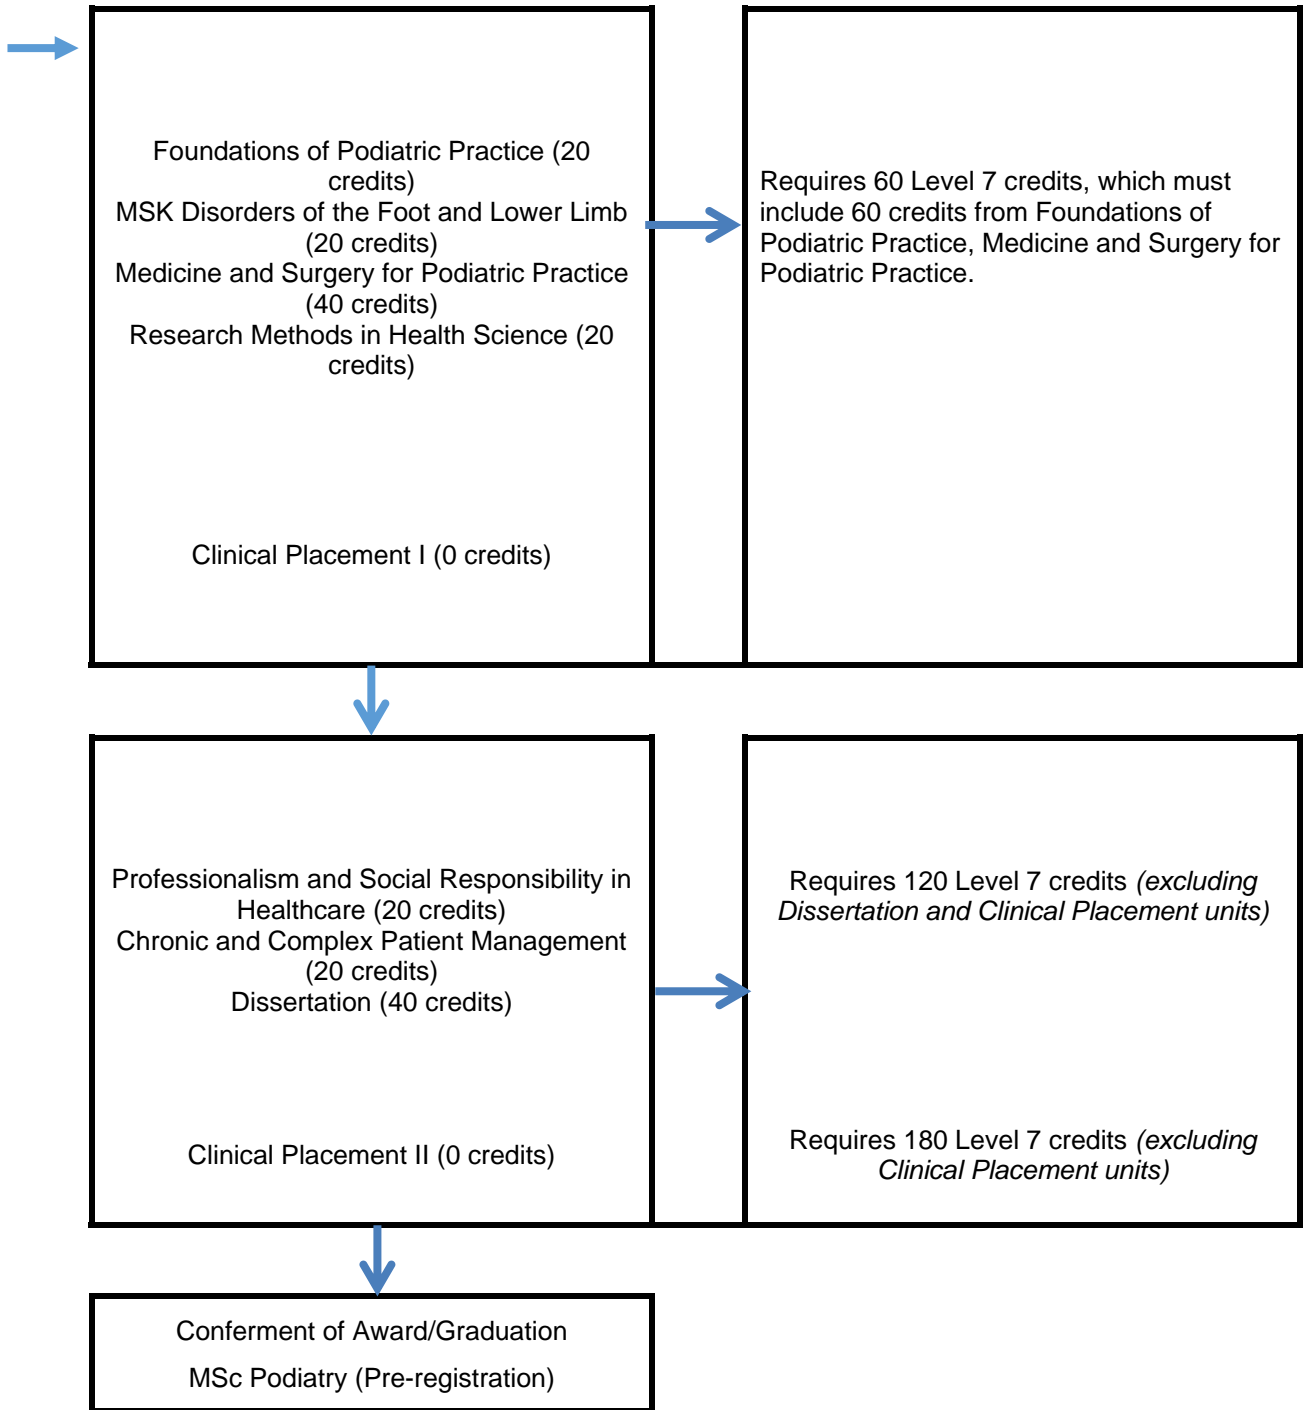 Foundations of Podiatric Practice (20
credits)
MSK Disorders of the Foot and Lower Limb
(20 credits)
Medicine and Surgery for Podiatric Practice
(40 credits)
Research Methods in Health Science (20
credits)
Clinical Placement I (0 credits)
Requires 60 Level 7 credits, which must
include 60 credits from Foundations of
Podiatric Practice, Medicine and Surgery for
Podiatric Practice.
Professionalism and Social Responsibility in
Healthcare (20 credits)
Chronic and Complex Patient Management
(20 credits)
Dissertation (40 credits)
Clinical Placement II (0 credits)
Requires 120 Level 7 credits (excluding
Dissertation and Clinical Placement units)
Requires 180 Level 7 credits (excluding
Clinical Placement units)
Conferment of Award/Graduation
MSc Podiatry (Pre-registration)